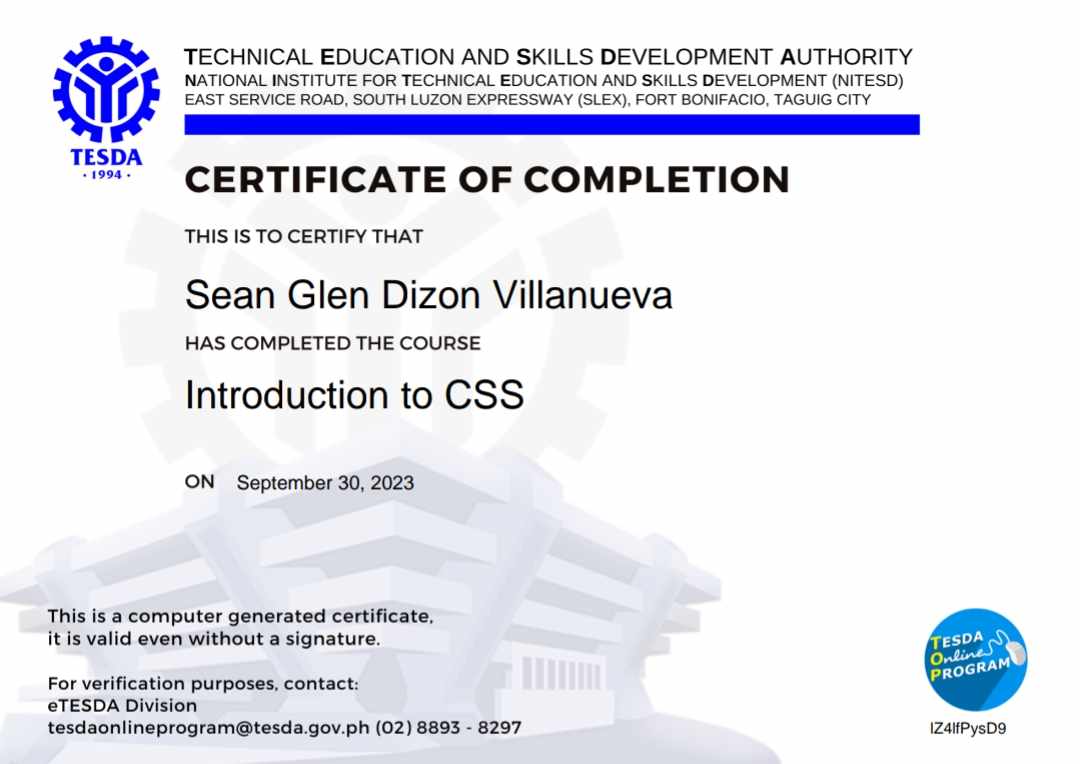 TECHNICAL EDUCATION AND SKILLS DEVELOPMENT AUTHORITY
NATIONAL INSTITUTE FOR TECHNICAL EDUCATION AND SKILLS DEVELOPMENT (NITESD)
EAST SERVICE ROAD, SOUTH LUZON EXPRESSWAY (SLEX), FORT BONIFACIO, TAGUIG CITY
TESDA
· 1994 ·
CERTIFICATE OF COMPLETION
THIS IS TO CERTIFY THAT
Sean Glen Dizon Villanueva
HAS COMPLETED THE COURSE
Introduction to CSS
ON September 30, 2023
This is a computer generated certificate,
it is valid even without a signature.
For verification purposes, contact:
eTESDA Division
tesdaonlineprogram@tesda.gov.ph (02) 8893 - 8297
TESDA
Online
PROGRAM
IZ4lfPysD9